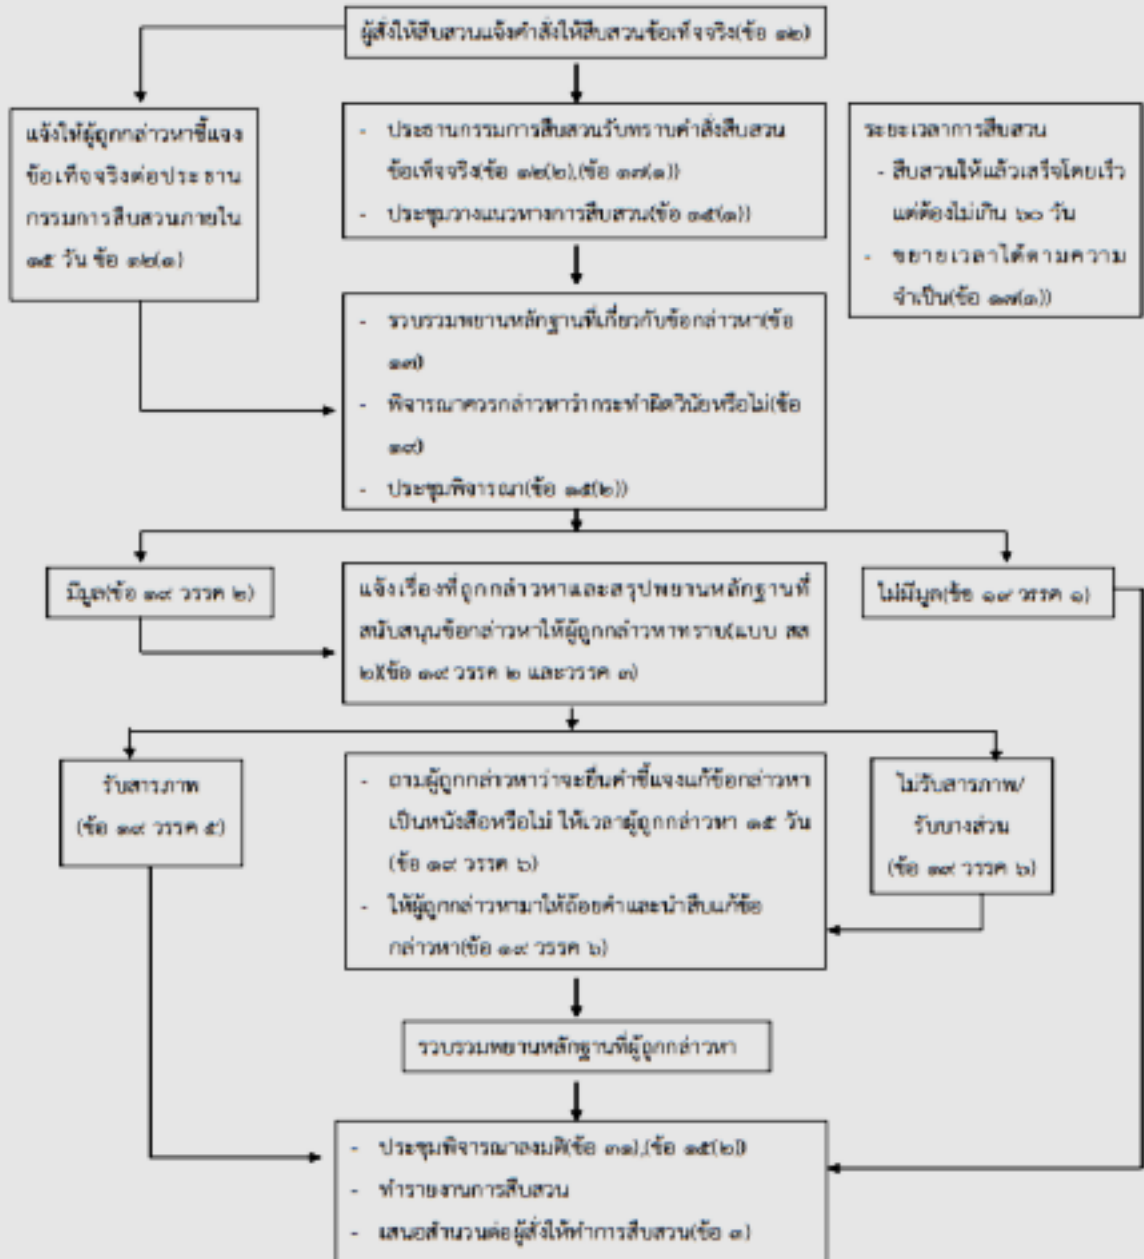 ผู้สั่งให้สืบสวนแจ้งคำสั่งให้สืบสวนข้อเท็จจริง(ข้อ ๑๒)
แจ้งให้ผู้ถูกกล่าวหาชี้แจง
ข้อเท็จจริงต่อประธาน
กรรมการสืบสวนภายใน
๑๕ วัน ข้อ ๑๒(๑)
- ประธานกรรมการสืบสวนรับทราบคำสั่งสืบสวน
ข้อเท็จจริง(ข้อ ๑๒(๒),(ข้อ ๑๗(๑))
- ประชุมวางแนวทางการสืบสวน(ข้อ ๑๕(๑))
ระยะเวลาการสืบสวน
- สืบสวนให้แล้วเสร็จโดยเร็ว
แต่ต้องไม่เกิน ๖๐ วัน
- ขยายเวลาได้ตามความ
จำเป็น(ข้อ ๑๗(๑))
- รวบรวมพยานหลักฐานที่เกี่ยวกับข้อกล่าวหา(ข้อ
- พิจารณาควรกล่าวหาว่ากระทำผิดวินัยหรือไม่(ข้อ
๑๙)
- ประชุมพิจารณา(ข้อ ๑๕(๒))
มีมูล(ข้อ ๑๙ วรรค ๒)
แจ้งเรื่องที่ถูกกล่าวหาและสรุปพยานหลักฐานที่
สนับสนุนข้อกล่าวหาให้ผู้ถูกกล่าวหาทราบ(แบบ สส
๒)(ข้อ ๑๙ วรรค ๒ และวรรค ๓)
ไม่มีมูล(ข้อ ๑๙ วรรค ๑)
รับสารภาพ
(ข้อ ๑๙ วรรค ๕)
- ถามผู้ถูกกล่าวหาว่าจะยื่นคำชี้แจงแก้ข้อกล่าวหา
เป็นหนังสือหรือไม่ ให้เวลาผู้ถูกกล่าวหา ๑๕ วัน
(ข้อ ๑๙ วรรค ๖)
- ให้ผู้ถูกกล่าวหามาให้ถ้อยคำและนำสืบแก้ข้อ
กล่าวหา(ข้อ ๑๙ วรรค ๖)
ไม่รับสารภาพ/
รับบางส่วน
(ข้อ ๑๙ วรรค ๖)
รวบรวมพยานหลักฐานที่ผู้ถูกกล่าวหา
- ประชุมพิจารณาลงมติ(ข้อ ๓๑),(ข้อ ๑๕(๒))
- ทำรายงานการสืบสวน
- เสนอสำนวนต่อผู้สั่งให้ทำการสืบสวน(ข้อ ๓)